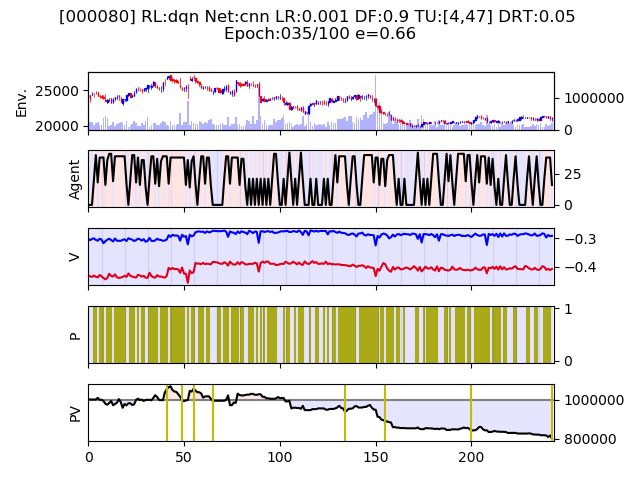 [000080] RL:dqn Net:cnn LR:0.001 DF:0.9 TU:[4,47] DRT:0.05
Epoch:035/100 e=0.66
Env.
25000
20000
1000000
0
Agent
25
0
V
−0.3
−0.4
P
1
0
PV
1000000
800000
0
50
100
150
200